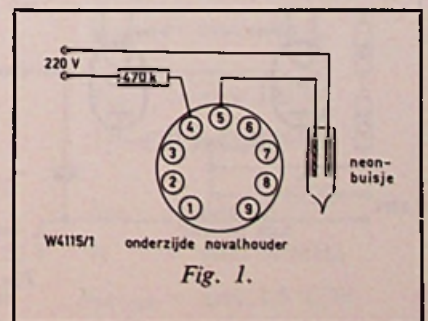 220 V
470 k
5
4
6
3
7
2
8
1
9
neon-
buisje
W4115/1 onderzijde novalhouder
Fig. 1.